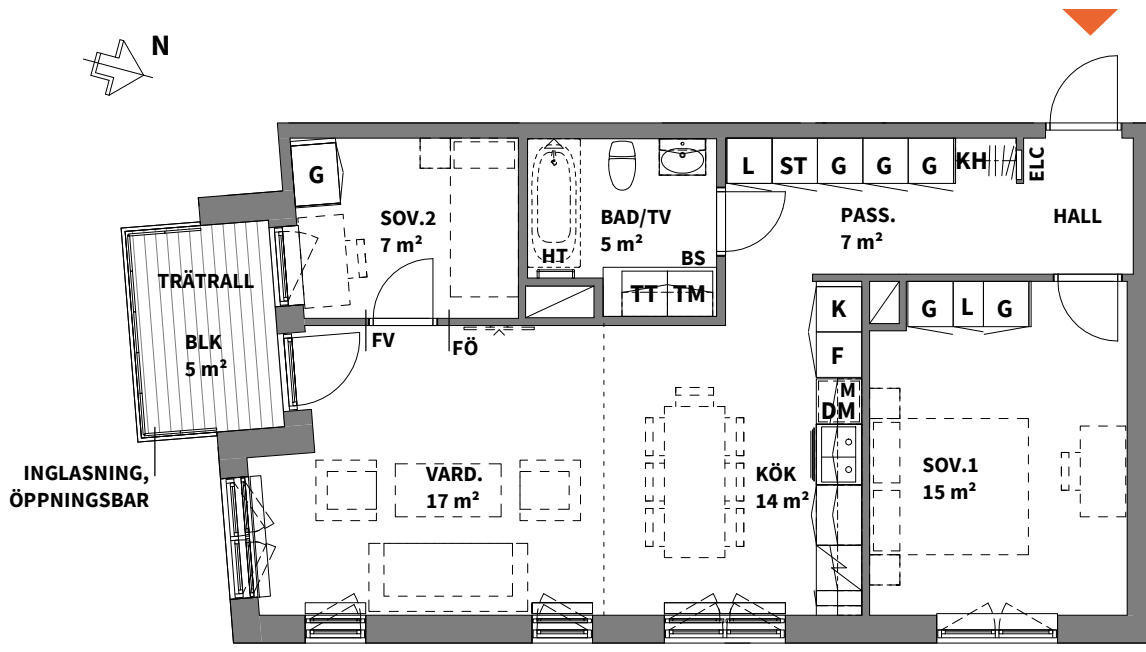 N
G
SOV.2
7 m²
BAD/TV
5 m²
HT
BS
TT
TM
L
ST
G
G
G
KH
ELC
PASS.
7 m²
HALL
TRÄTRALL
BLK
5 m²
FV
FÖ
K
F
M
DM
G
L
G
INGLASNING,
ÖPPNINGSBAR
VARD.
17 m²
KÖK
14 m²
SOV.1
15 m²